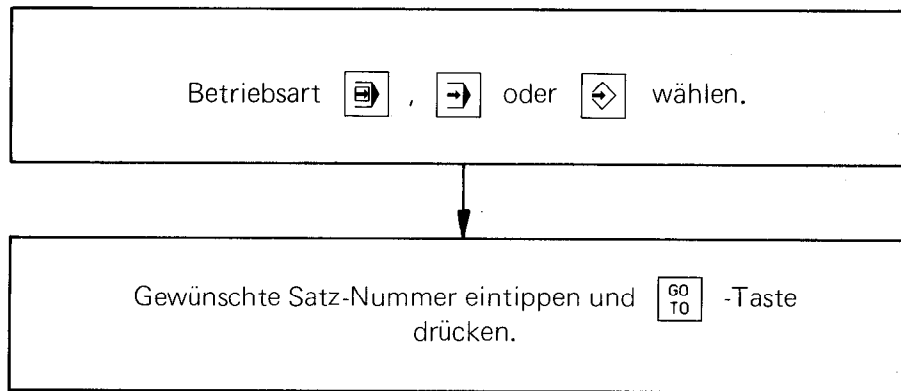 Betriebsart , oder wählen.
Gewünschte Satz-Nummer eintippen und GO TO -Taste
drücken.